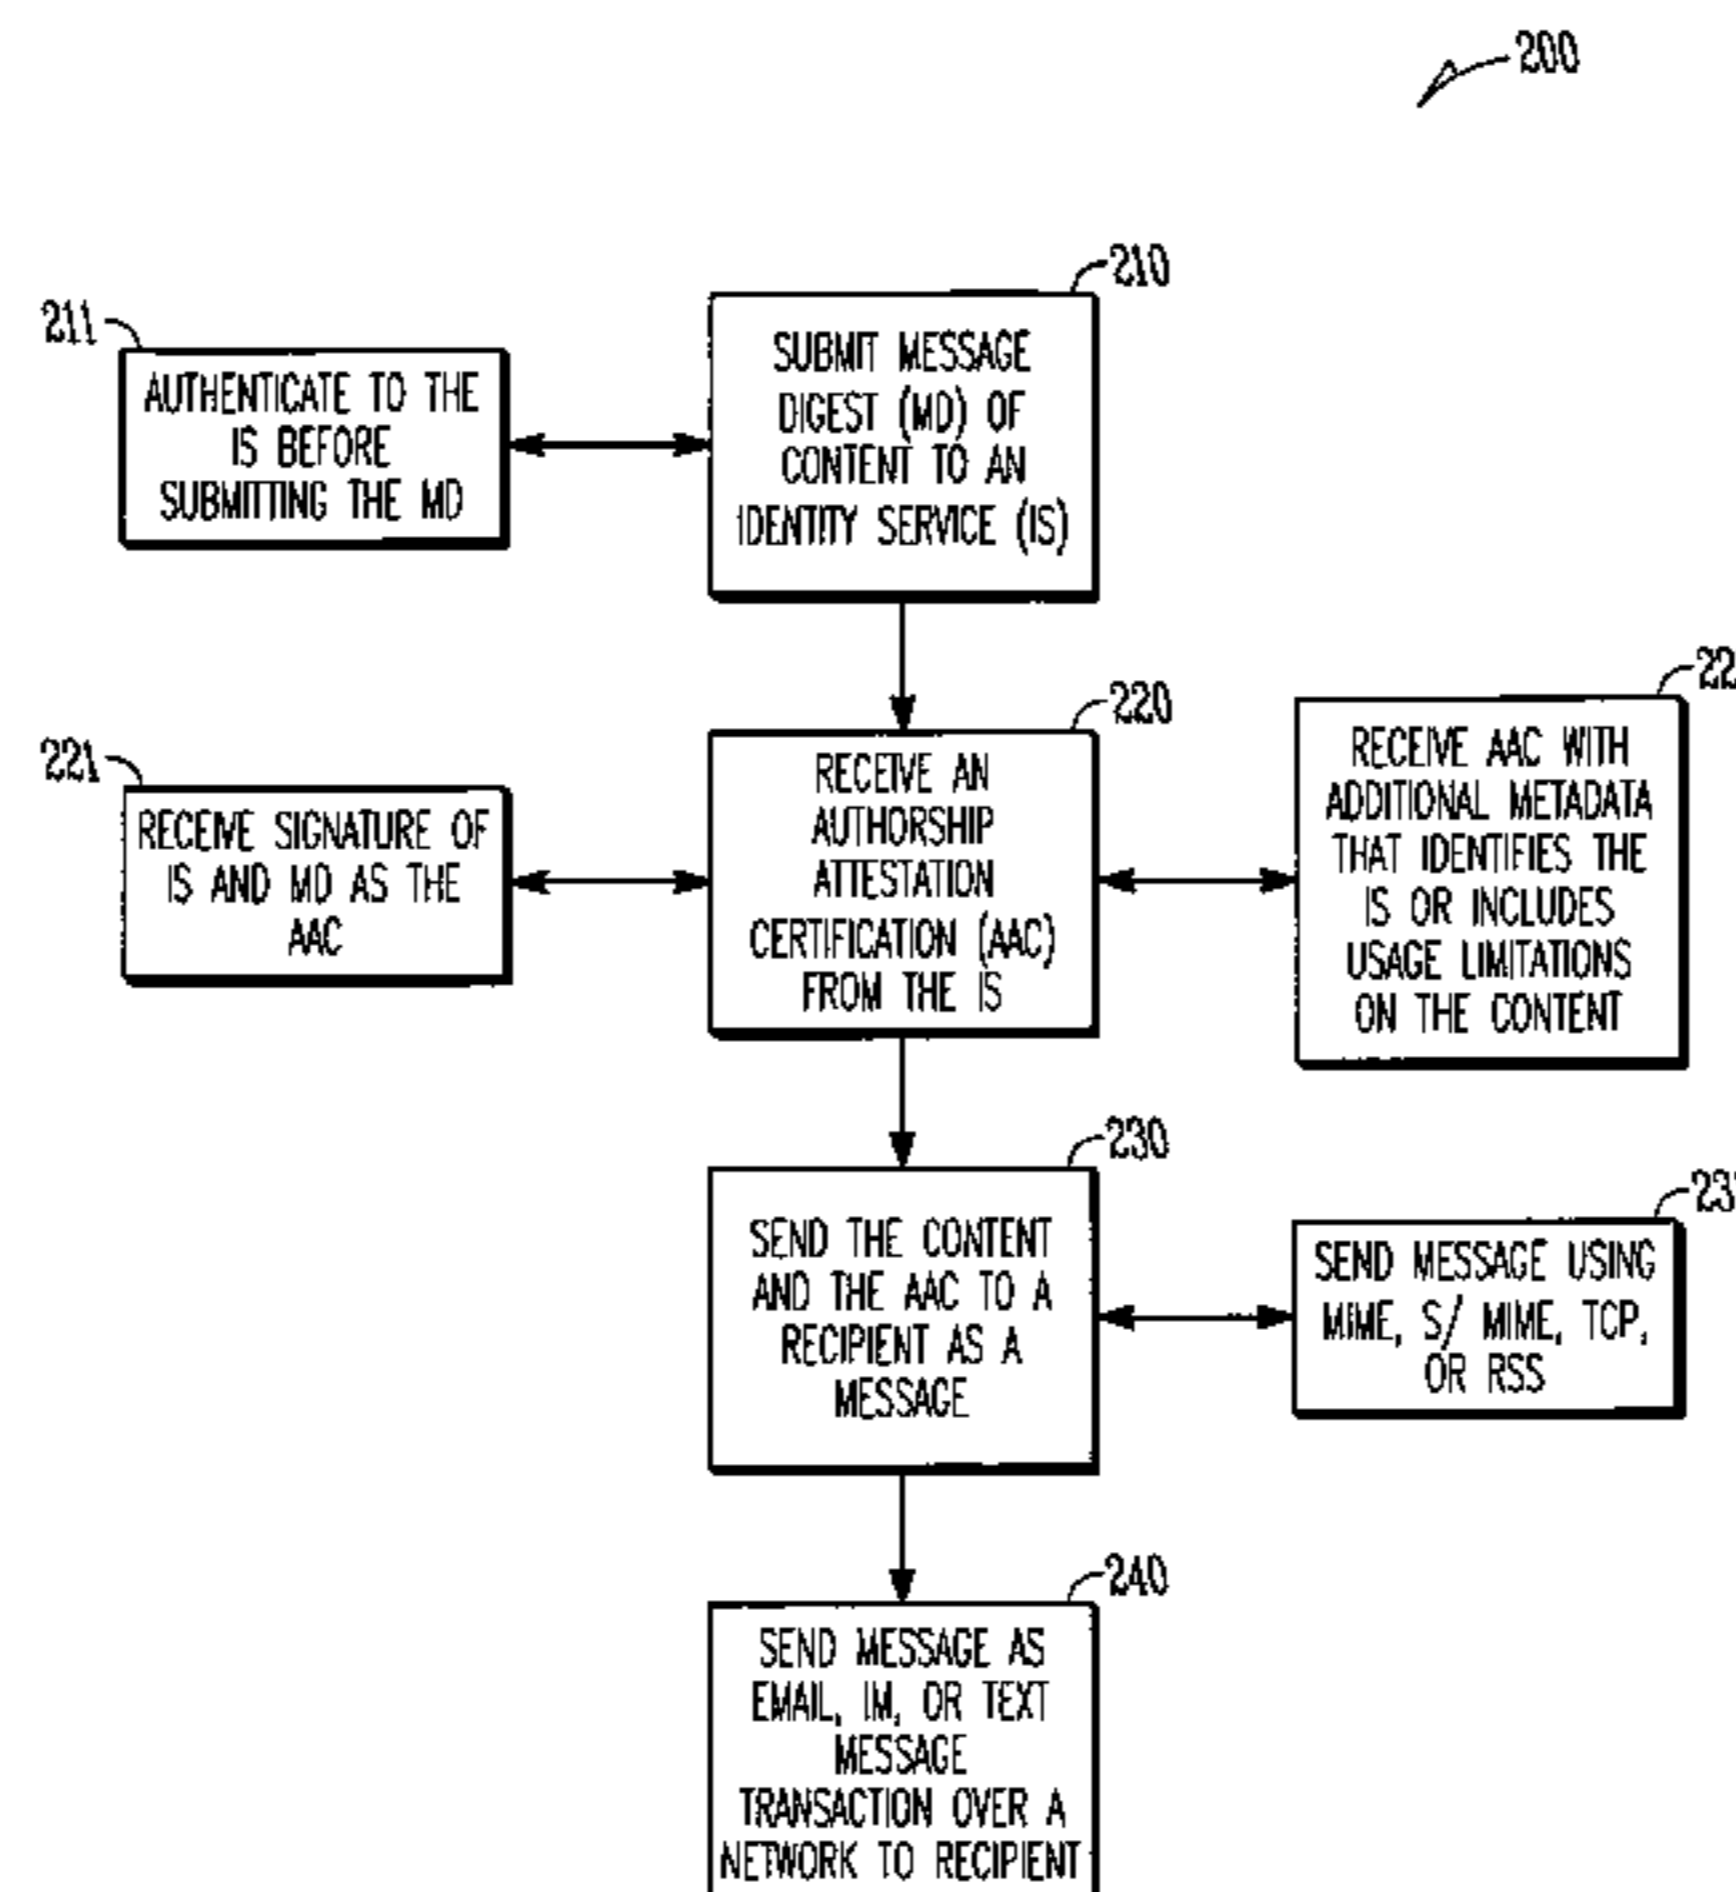 200
210
SUBMIT MESSAGE
DIGEST (MD) OF
CONTENT TO AN
IDENTITY SERVICE (IS)
211
AUTHENTICATE TO THE
IS BEFORE
SUBMITTING THE MD
220
RECEIVE AN
AUTHORSHIP
ATTESTATION
CERTIFICATION (AAC)
FROM THE IS
221
RECEIVE SIGNATURE OF
IS AND MD AS THE
AAC
RECEIVE AAC WITH
ADDITIONAL METADATA
THAT IDENTIFIES THE
IS OR INCLUDES
USAGE LIMITATIONS
ON THE CONTENT
230
SEND THE CONTENT
AND THE AAC TO A
RECIPIENT AS A
MESSAGE
SEND MESSAGE USING
MIME, S/ MIME, TCP,
OR RSS
240
SEND MESSAGE AS
EMAIL, IM, OR TEXT
MESSAGE
TRANSACTION OVER A
NETWORK TO RECIPIENT